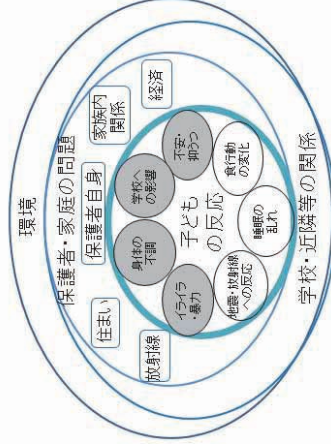 環境
保護者・家庭の問題
保護者自身
住まい
放射線
家族内
関係
経済
身体の
不調
学校へ
の影響
イライラ
・暴力
不安・
抑うつ
子ども
の反応
地震・放射線
への反応
睡眠の
乱れ
食行動
の変化
学校・近隣等の関係